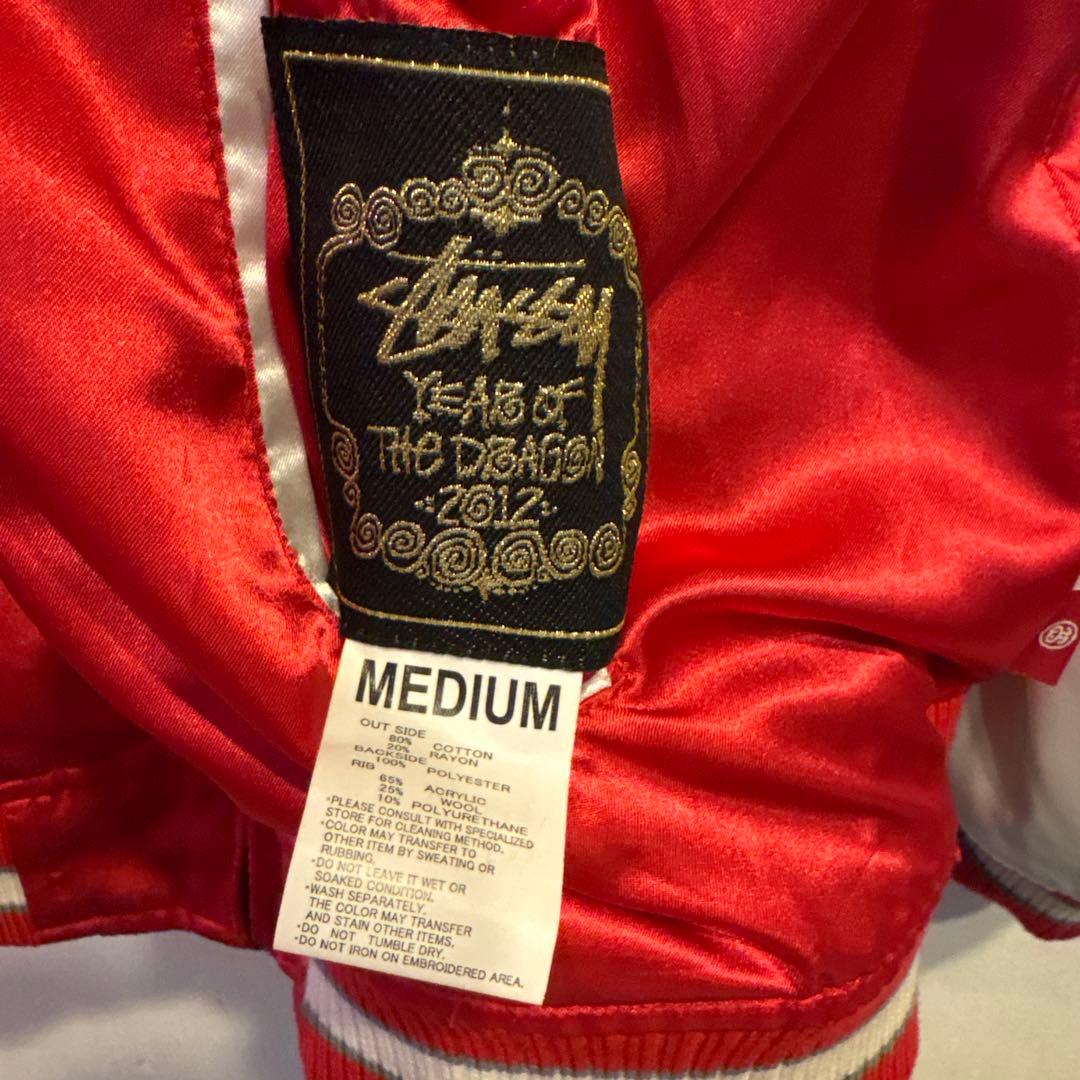 STÜSSY
YEAR OF
THE DRAGON
·2012·
MEDIUM
OUT SIDE
80% COTTON
20% RAYON
BACKSIDE
100% POLYESTER
RIB
65% ACRYLIC
25% WOOL
10% POLYURETHANE
*PLEASE CONSULT WITH SPECIALIZED
STORE FOR CLEANING METHOD.
*COLOR MAY TRANSFER TO
OTHER ITEM BY SWEATING OR
RUBBING.
*DO NOT LEAVE IT WET OR
SOAKED CONDITION.
*WASH SEPARATELY.
THE COLOR MAY TRANSFER
AND STAIN OTHER ITEMS.
*DO NOT TUMBLE DRY.
*DO NOT IRON ON EMBROIDERED AREA.